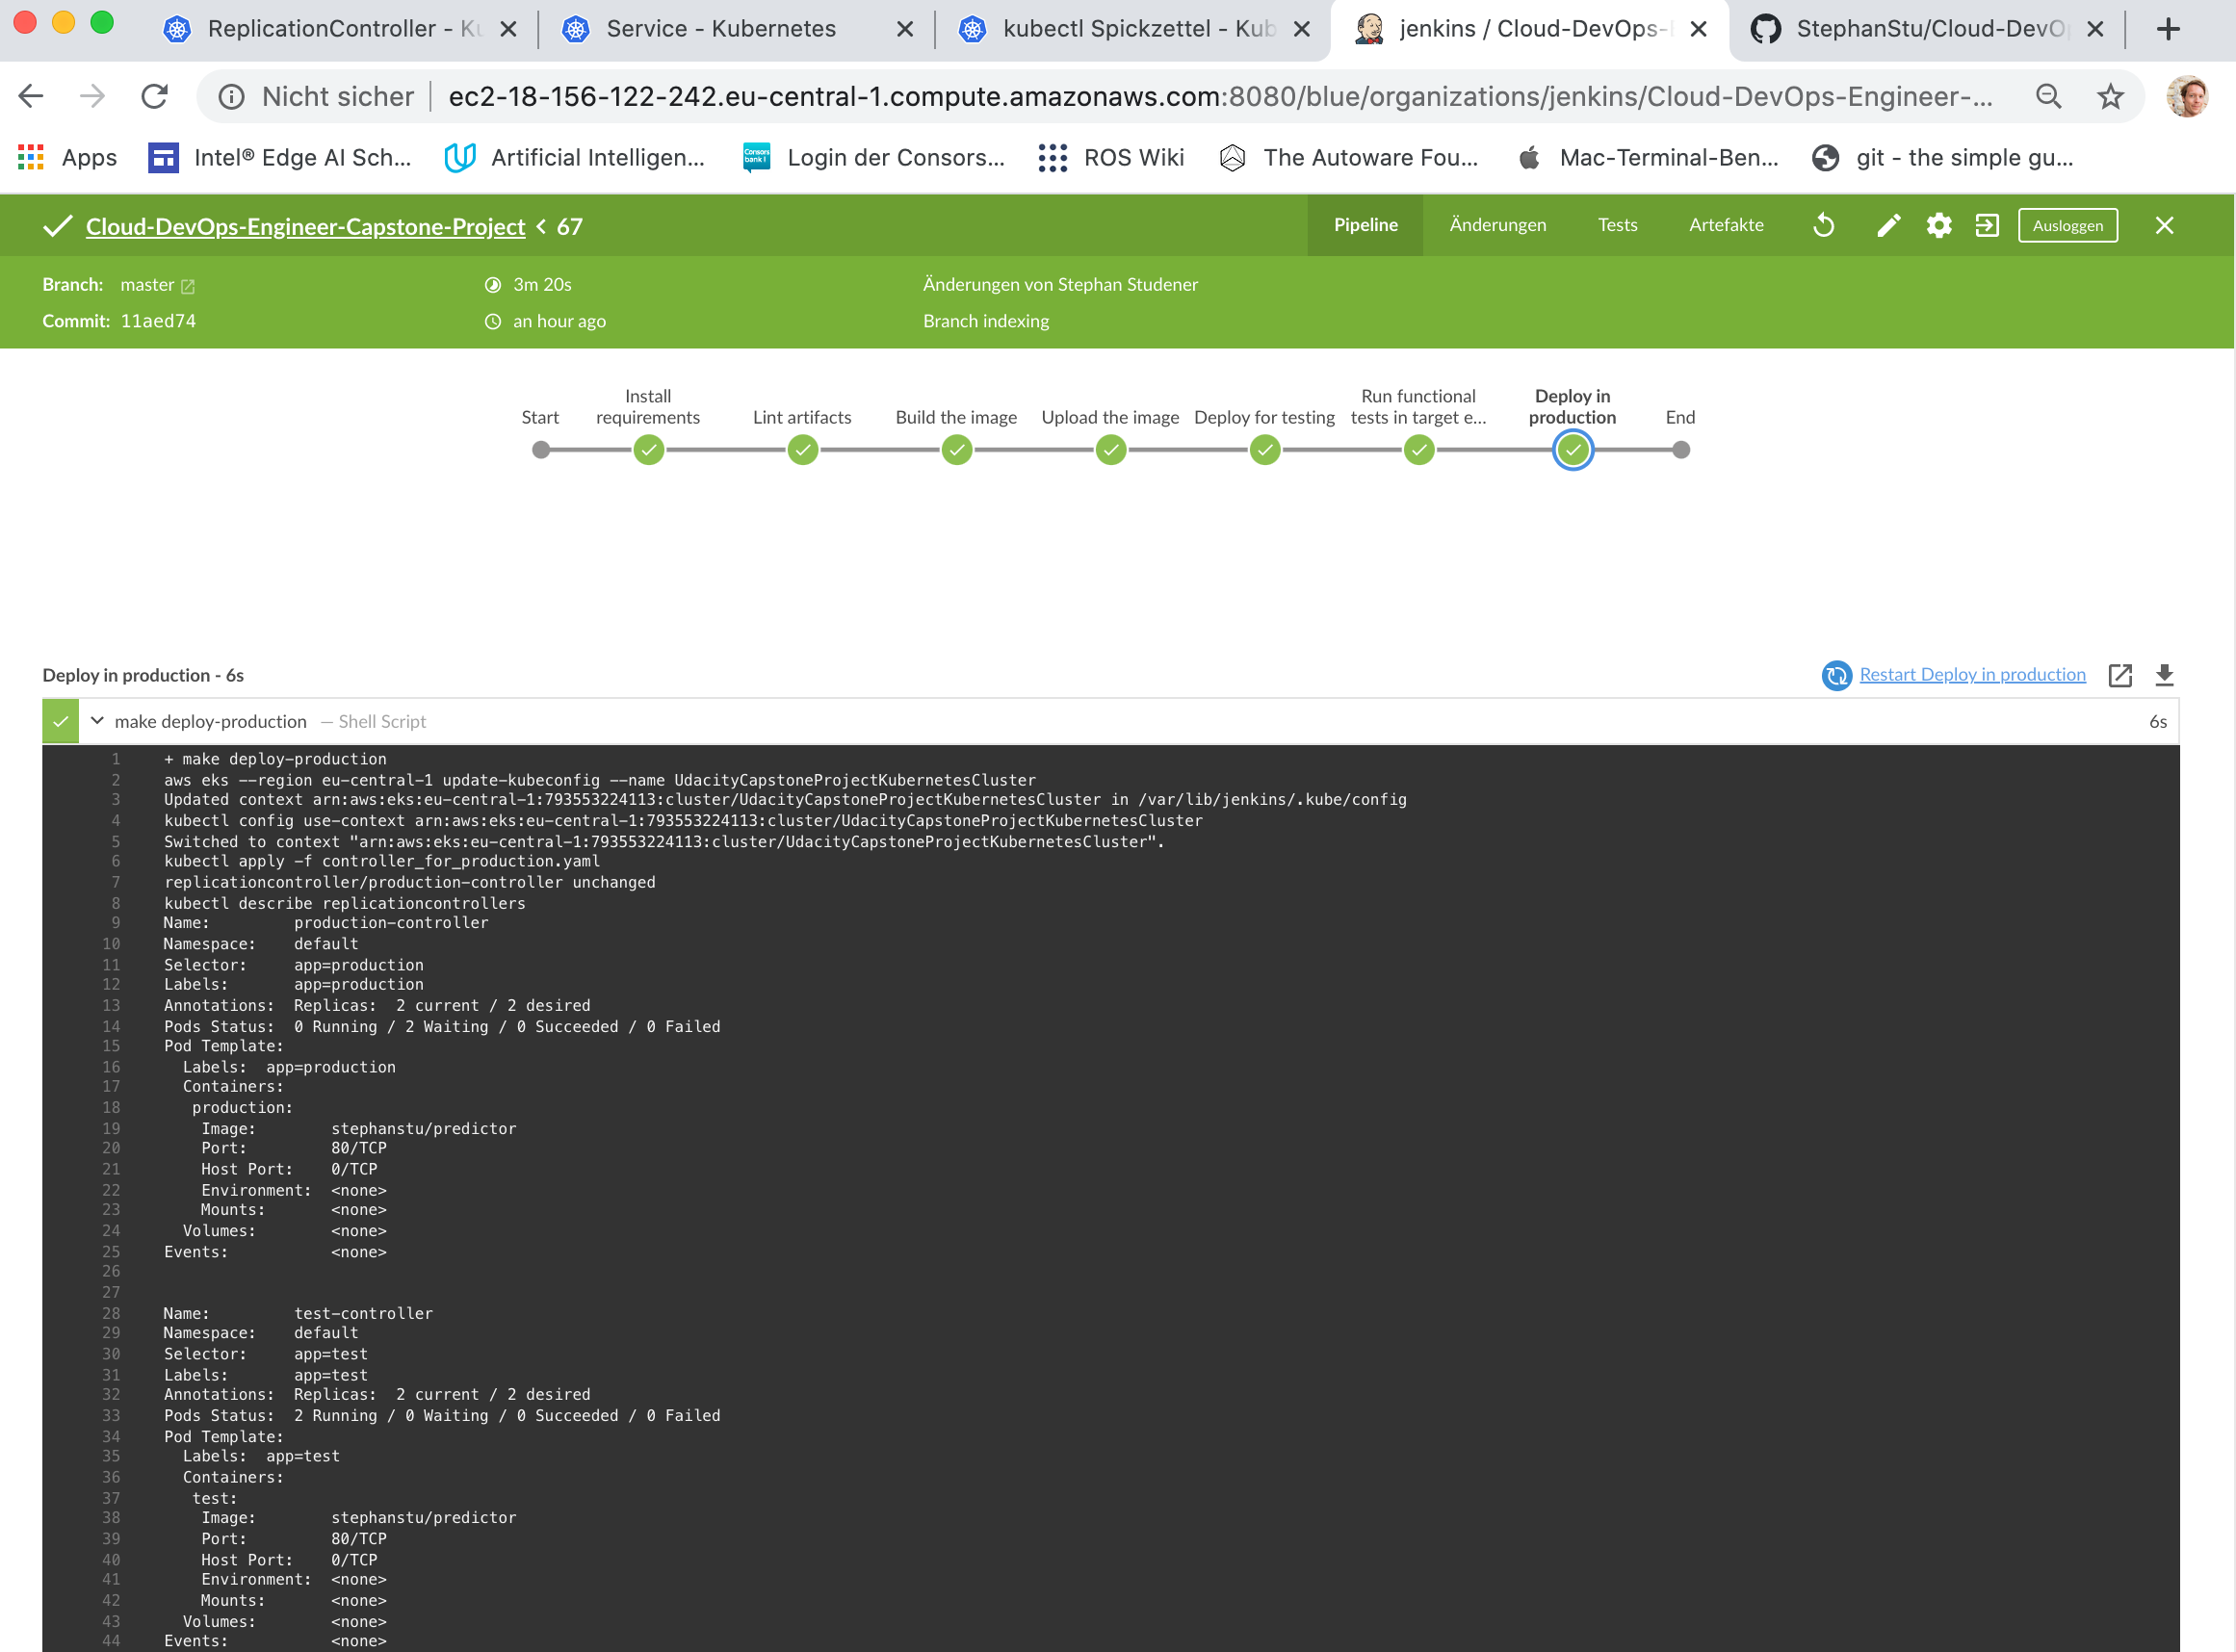 ReplicationController - Ku
Service - Kubernetes
kubectl Spickzettel - Kub
jenkins / Cloud-DevOps-
StephanStu/Cloud-DevO
Nicht sicher
ec2-18-156-122-242.eu-central-1.compute.amazonaws.com:8080/blue/organizations/jenkins/Cloud-DevOps-Engineer-...
Apps
Intel® Edge AI Sch...
Artificial Intelligen...
Consors bank!
Login der Consors...
ROS Wiki
The Autoware Fou...
Mac-Terminal-Ben...
git - the simple gu...
Cloud-DevOps-Engineer-Capstone-Project < 67
Pipeline
Änderungen
Tests
Artefakte
Ausloggen
Branch: master
3m 20s
Änderungen von Stephan Studener
Commit: 11aed74
an hour ago
Branch indexing
Start
Install requirements
Lint artifacts
Build the image
Upload the image
Deploy for testing
Run functional tests in target e...
Deploy in production
End
Deploy in production - 6s
Restart Deploy in production
make deploy-production — Shell Script
6s
1 + make deploy-production
2 aws eks --region eu-central-1 update-kubeconfig --name UdacityCapstoneProjectKubernetesCluster
3 Updated context arn:aws:eks:eu-central-1:793553224113:cluster/UdacityCapstoneProjectKubernetesCluster in /var/lib/jenkins/.kube/config
4 kubectl config use-context arn:aws:eks:eu-central-1:793553224113:cluster/UdacityCapstoneProjectKubernetesCluster
5 Switched to context "arn:aws:eks:eu-central-1:793553224113:cluster/UdacityCapstoneProjectKubernetesCluster".
6 kubectl apply -f controller_for_production.yaml
7 replicationcontroller/production-controller unchanged
8 kubectl describe replicationcontrollers
9 Name: production-controller
10 Namespace: default
11 Selector: app=production
12 Labels: app=production
13 Annotations: Replicas: 2 current / 2 desired
14 Pods Status: 0 Running / 2 Waiting / 0 Succeeded / 0 Failed
15 Pod Template:
16 Labels: app=production
17 Containers:
18 production:
19 Image: stephanstu/predictor
20 Port: 80/TCP
21 Host Port: 0/TCP
22 Environment: <none>
23 Mounts: <none>
24 Volumes: <none>
25 Events: <none>
26
27
28 Name: test-controller
29 Namespace: default
30 Selector: app=test
31 Labels: app=test
32 Annotations: Replicas: 2 current / 2 desired
33 Pods Status: 2 Running / 0 Waiting / 0 Succeeded / 0 Failed
34 Pod Template:
35 Labels: app=test
36 Containers:
37 test:
38 Image: stephanstu/predictor
39 Port: 80/TCP
40 Host Port: 0/TCP
41 Environment: <none>
42 Mounts: <none>
43 Volumes: <none>
44 Events: <none>